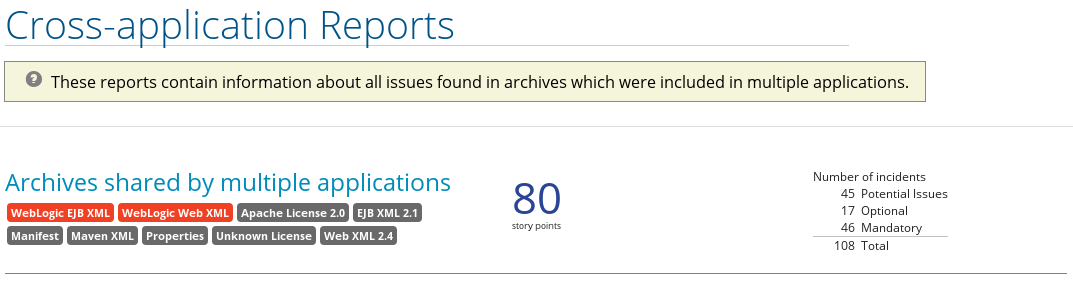 Cross-application Reports
These reports contain information about all issues found in archives which were included in multiple applications.
Archives shared by multiple applications
WebLogic EJB XML WebLogic Web XML Apache License 2.0 EJB XML 2.1
Manifest Maven XML Properties Unknown License Web XML 2.4
80
story points
Number of incidents
45 Potential Issues
17 Optional
46 Mandatory
108 Total